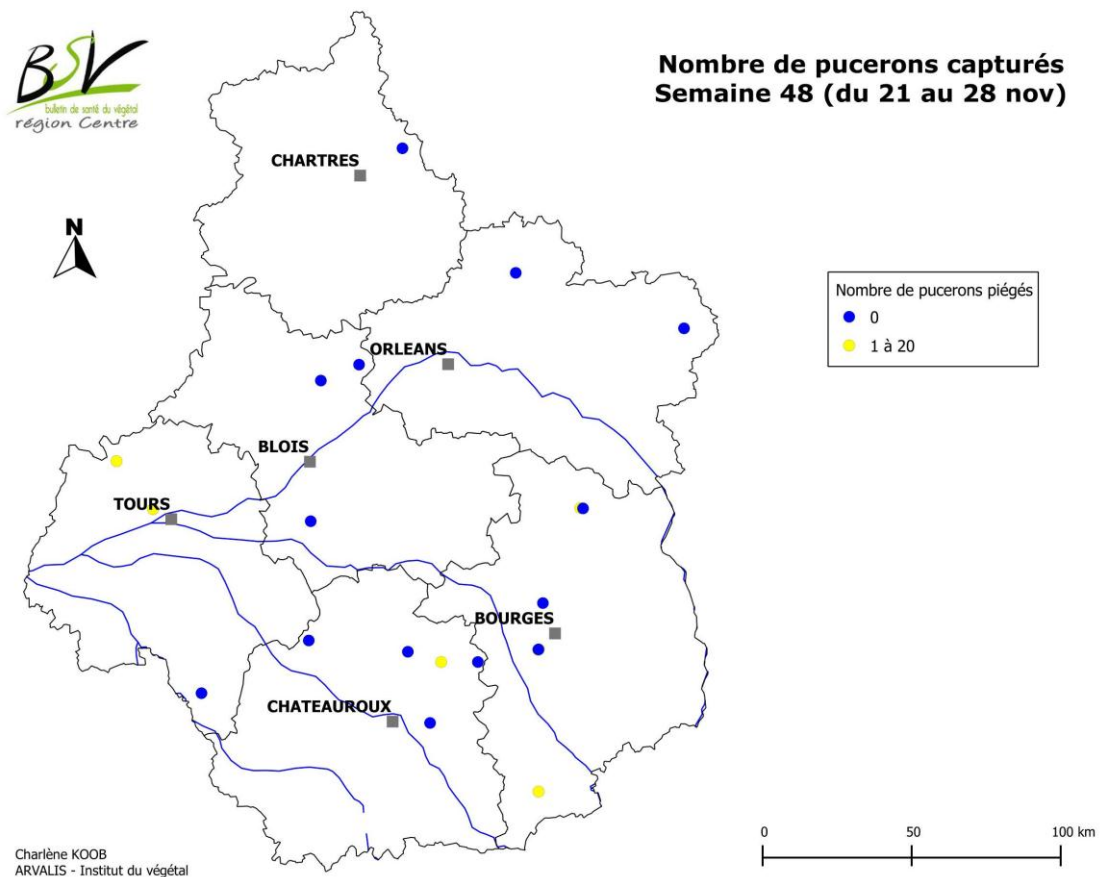 BSV
bulletin de santé du végétal
région Centre
Nombre de pucerons capturés
Semaine 48 (du 21 au 28 nov)
CHARTRES
N
Nombre de pucerons piégés
0
1 à 20
ORLEANS
BLOIS
TOURS
BOURGES
CHATEAUROUX
0 50 100 km
Charlène KOOB
ARVALIS - Institut du végétal